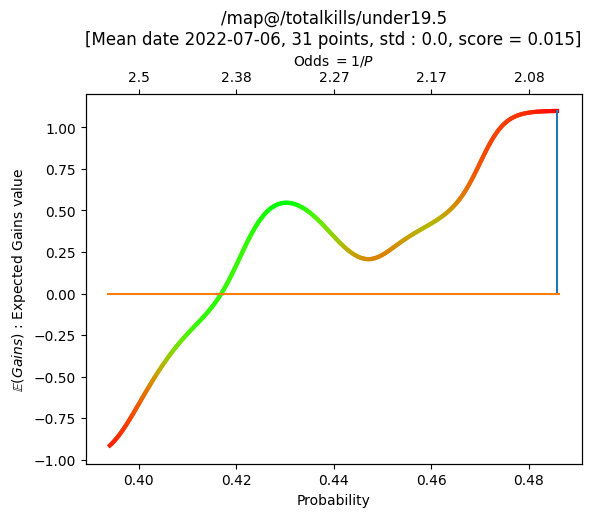 /map@/totalkills/under19.5
[Mean date 2022-07-06, 31 points, std : 0.0, score = 0.015]
Odds = 1/P
2.5 2.38 2.27 2.17 2.08
1.00
0.75
0.50
0.25
0.00
−0.25
−0.50
−0.75
−1.00
𝔼(Gains) : Expected Gains value
0.40 0.42 0.44 0.46 0.48
Probability